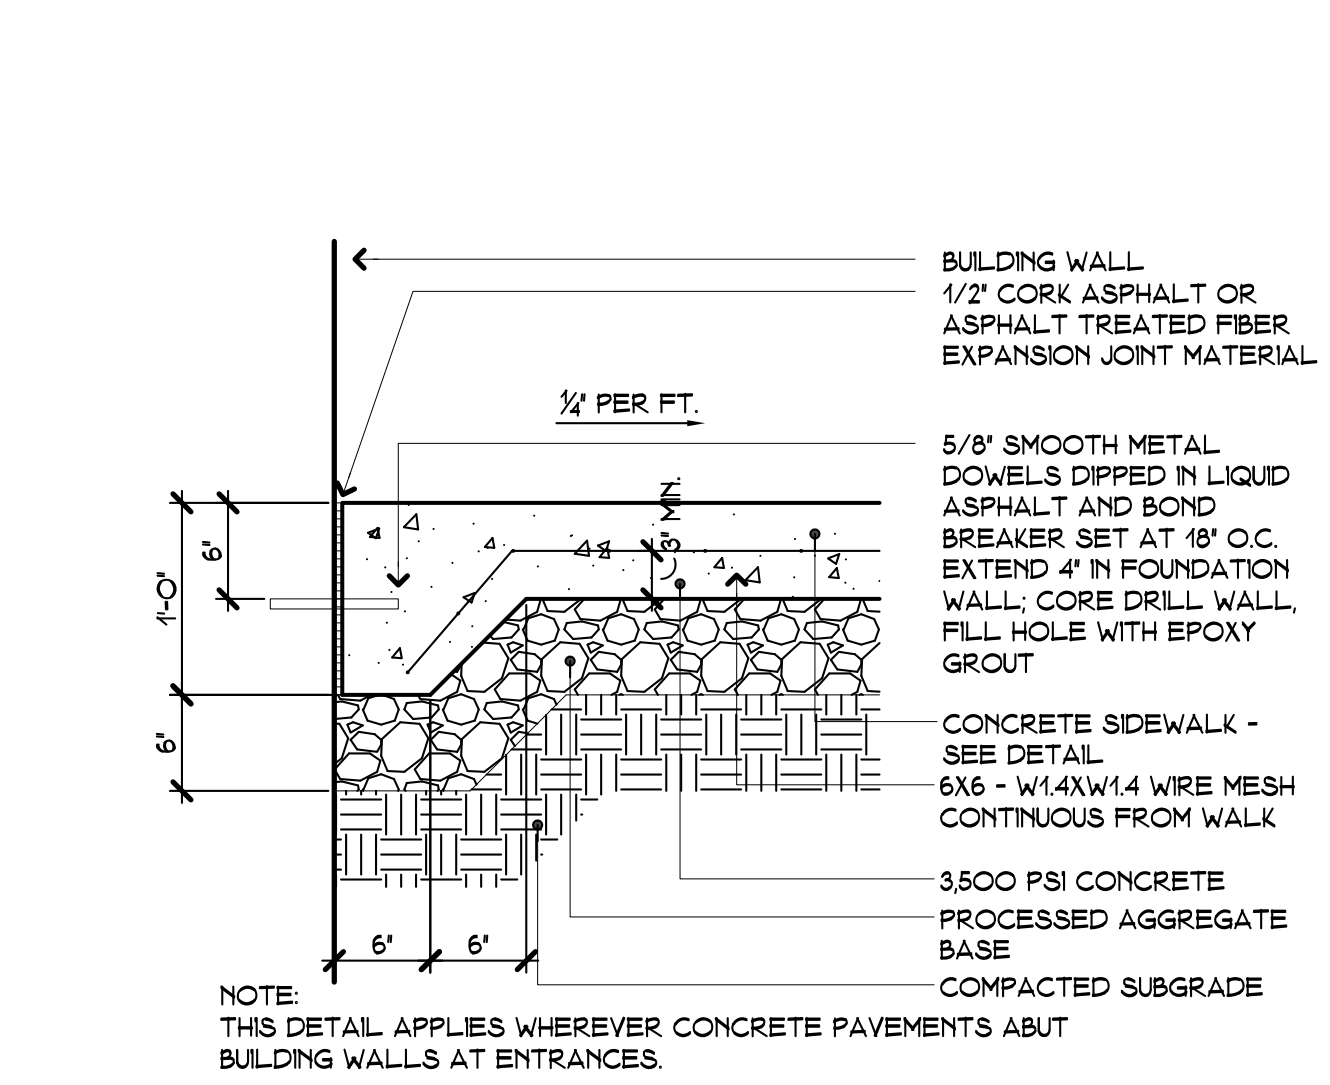 BUILDING WALL
1/2" CORK ASPHALT OR
ASPHALT TREATED FIBER
EXPANSION JOINT MATERIAL
1/4" PER FT.
5/8" SMOOTH METAL
DOWELS DIPPED IN LIQUID
ASPHALT AND BOND
BREAKER SET AT 18" O.C.
EXTEND 4" IN FOUNDATION
WALL; CORE DRILL WALL,
FILL HOLE WITH EPOXY
GROUT
3" MIN.
6"
1'-0"
6"
CONCRETE SIDEWALK -
SEE DETAIL
6X6 - W1.4XW1.4 WIRE MESH
CONTINUOUS FROM WALK
3,500 PSI CONCRETE
PROCESSED AGGREGATE
BASE
6" 6"
COMPACTED SUBGRADE
NOTE:
THIS DETAIL APPLIES WHEREVER CONCRETE PAVEMENTS ABUT
BUILDING WALLS AT ENTRANCES.